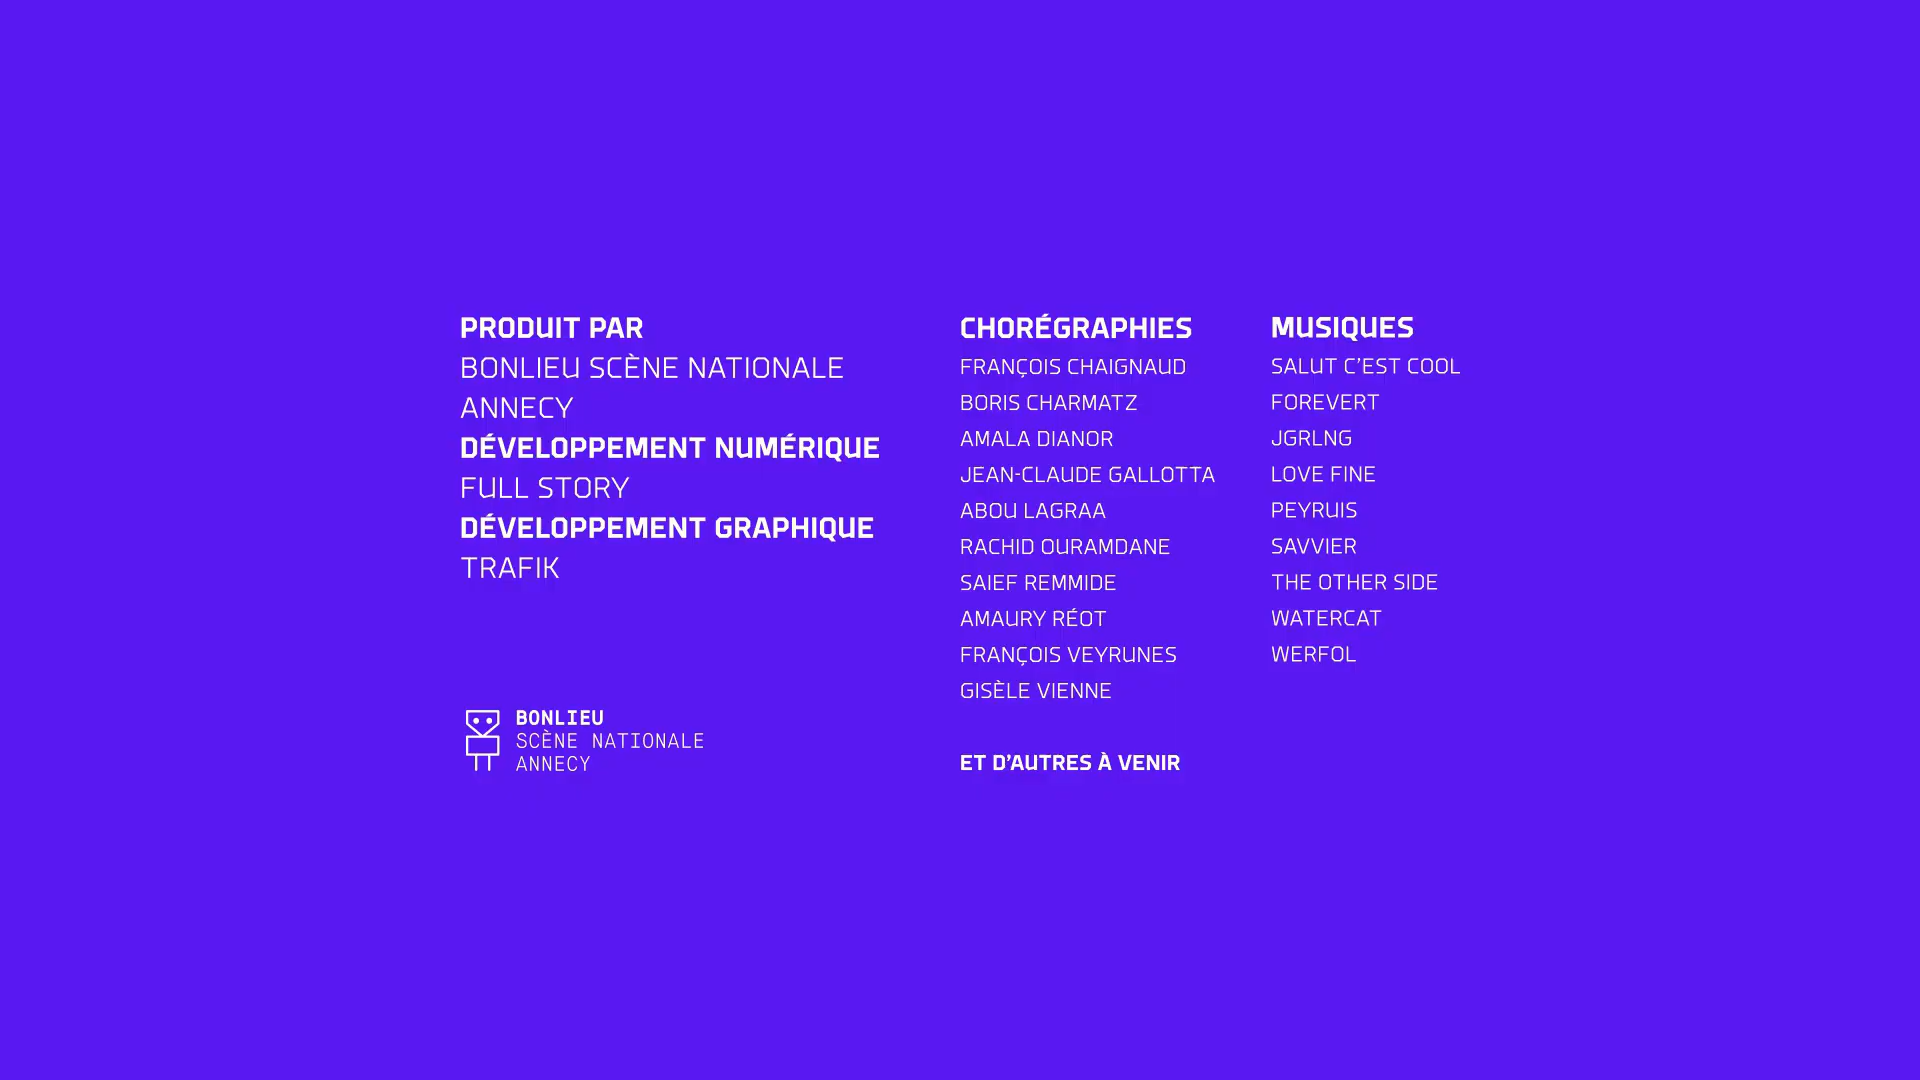 PRODUIT PAR
BONLIEU SCÈNE NATIONALE
ANNECY
DÉVELOPPEMENT NUMÉRIQUE
FULL STORY
DÉVELOPPEMENT GRAPHIQUE
TRAFIK
BONLIEU
SCÈNE NATIONALE
ANNECY
CHORÉGRAPHIES
FRANÇOIS CHAIGNAUD
BORIS CHARMATZ
AMALA DIANOR
JEAN-CLAUDE GALLOTTA
ABOU LAGRAA
RACHID OURAMDANE
SAIEF REMMIDE
AMAURY RÉOT
FRANÇOIS VEYRUNES
GISÈLE VIENNE
ET D’AUTRES À VENIR
MUSIQUES
SALUT C’EST COOL
FOREVERT
JGRLNG
LOVE FINE
PEYRUIS
SAVVIER
THE OTHER SIDE
WATERCAT
WERFOL